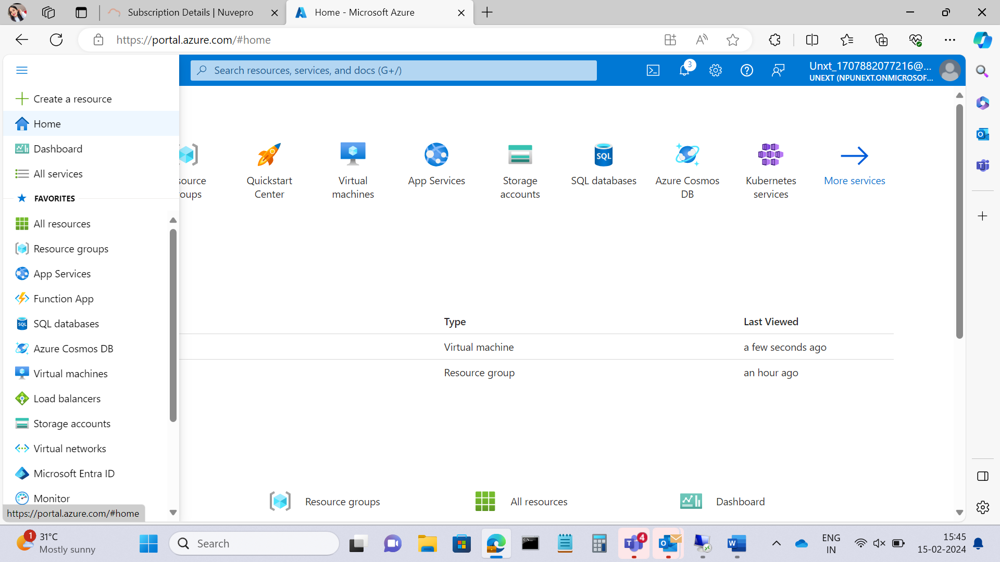 Subscription Details | Nuvepro
Home - Microsoft Azure
https://portal.azure.com/#home
Search resources, services, and docs (G+/)
3
Unxt_1707882077216@...
UNEXT (NPUNEXT.ONMICROSOF...
Create a resource
Home
Dashboard
All services
FAVORITES
All resources
Resource groups
App Services
Function App
SQL databases
Azure Cosmos DB
Virtual machines
Load balancers
Storage accounts
Virtual networks
Microsoft Entra ID
Monitor
https://portal.azure.com/#home
source
oups
Quickstart
Center
Virtual
machines
App Services
Storage
accounts
SQL
SQL databases
Azure Cosmos
DB
Kubernetes
services
More services
Type
Last Viewed
Virtual machine
a few seconds ago
Resource group
an hour ago
Resource groups
All resources
Dashboard
1
31°C
Mostly sunny
Search
4
ENG
IN
15:45
15-02-2024